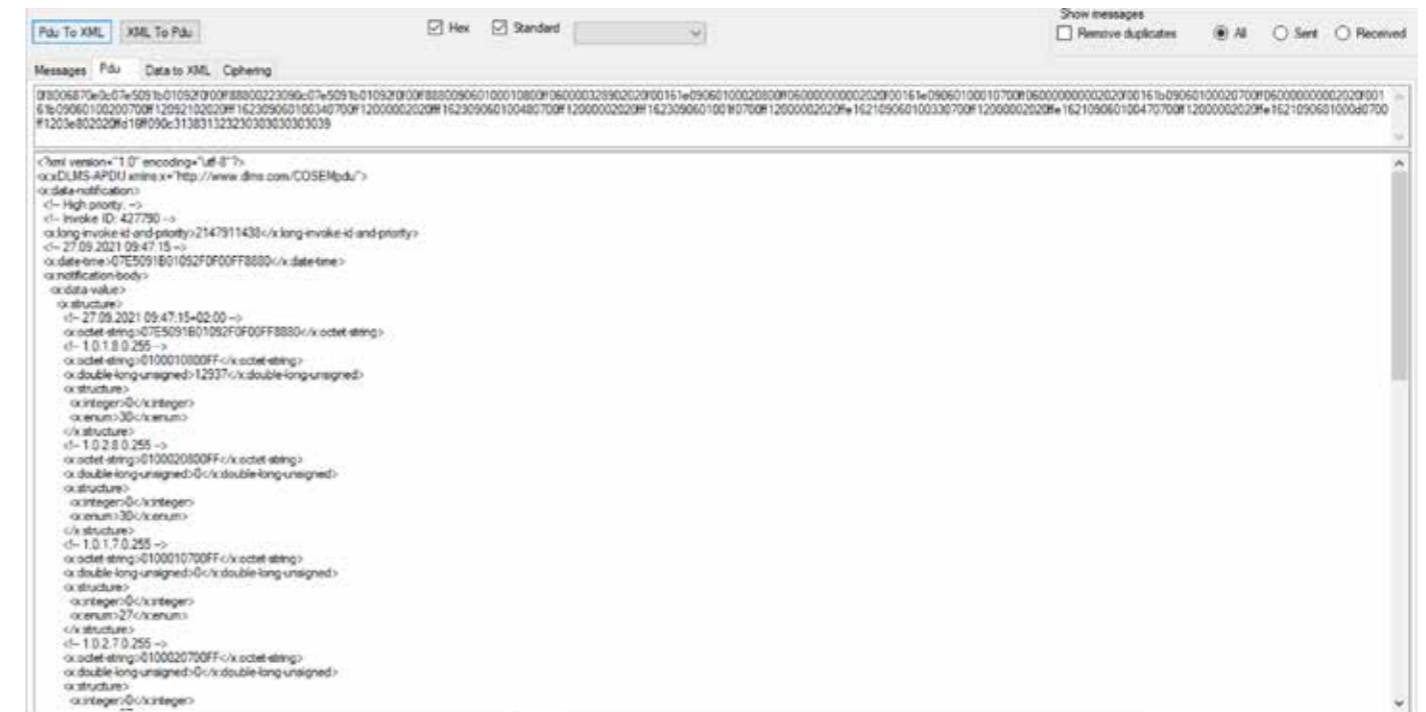 Show messages
Pdu To XML XML To Pdu Hex Standard Remove duplicates All Sent Received
Messages Pdu Data to XML Ciphering
<?xml version="1.0" encoding="utf-8"?>
<x:xDLMS-APDU xmlns:x="http://www.dlms.com/COSEMpdu">
<x:data-notification>
<!-- High priority. -->
<!-- Invoke ID: 427790 -->
<x:long-invoke-id-and-priority>2147911438</x:long-invoke-id-and-priority>
<!-- 27.09.2021 09:47:15 -->
<x:date-time>07E5091B01092F0F00FF8880</x:date-time>
<x:notification-body>
<x:data-value>
<x:structure>
<!-- 27.09.2021 09:47:15+02:00 -->
<x:octet-string>07E5091B01092F0F00FF8880</x:octet-string>
<!-- 1.0.1.8.0.255 -->
<x:octet-string>0100010800FF</x:octet-string>
<x:double-long-unsigned>12937</x:double-long-unsigned>
<x:structure>
<x:integer>0</x:integer>
<x:enum>30</x:enum>
</x:structure>
<!-- 1.0.2.8.0.255 -->
<x:octet-string>0100020800FF</x:octet-string>
<x:double-long-unsigned>0</x:double-long-unsigned>
<x:structure>
<x:integer>0</x:integer>
<x:enum>30</x:enum>
</x:structure>
<!-- 1.0.1.7.0.255 -->
<x:octet-string>0100010700FF</x:octet-string>
<x:double-long-unsigned>0</x:double-long-unsigned>
<x:structure>
<x:integer>0</x:integer>
<x:enum>27</x:enum>
</x:structure>
<!-- 1.0.2.7.0.255 -->
<x:octet-string>0100020700FF</x:octet-string>
<x:double-long-unsigned>0</x:double-long-unsigned>
<x:structure>
<x:integer>0</x:integer>